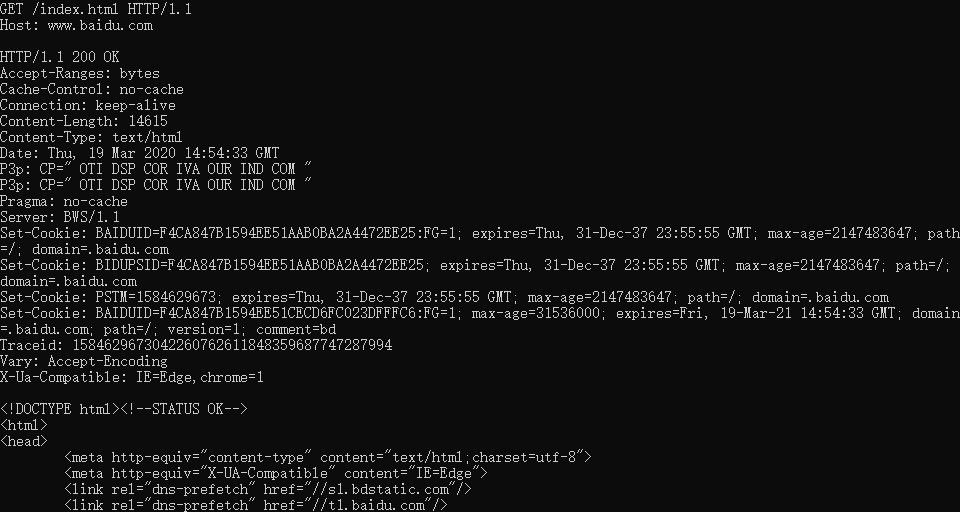 GET /index.html HTTP/1.1
Host: www.baidu.com

HTTP/1.1 200 OK
Accept-Ranges: bytes
Cache-Control: no-cache
Connection: keep-alive
Content-Length: 14615
Content-Type: text/html
Date: Thu, 19 Mar 2020 14:54:33 GMT
P3p: CP=" OTI DSP COR IVA OUR IND COM "
P3p: CP=" OTI DSP COR IVA OUR IND COM "
Pragma: no-cache
Server: BWS/1.1
Set-Cookie: BAIDUID=F4CA847B1594EE51AAB0BA2A4472EE25:FG=1; expires=Thu, 31-Dec-37 23:55:55 GMT; max-age=2147483647; path
=/; domain=.baidu.com
Set-Cookie: BIDUPSID=F4CA847B1594EE51AAB0BA2A4472EE25; expires=Thu, 31-Dec-37 23:55:55 GMT; max-age=2147483647; path=/;
domain=.baidu.com
Set-Cookie: PSTM=1584629673; expires=Thu, 31-Dec-37 23:55:55 GMT; max-age=2147483647; path=/; domain=.baidu.com
Set-Cookie: BAIDUID=F4CA847B1594EE51CECD6FC023DFFFC6:FG=1; max-age=31536000; expires=Fri, 19-Mar-21 14:54:33 GMT; domain
=.baidu.com; path=/; version=1; comment=bd
Traceid: 1584629673042260762611848359687747287994
Vary: Accept-Encoding
X-Ua-Compatible: IE=Edge,chrome=1

<!DOCTYPE html><!--STATUS OK-->
<html>
<head>
        <meta http-equiv="content-type" content="text/html;charset=utf-8">
        <meta http-equiv="X-UA-Compatible" content="IE=Edge">
        <link rel="dns-prefetch" href="//s1.bdstatic.com"/>
        <link rel="dns-prefetch" href="//t1.baidu.com"/>